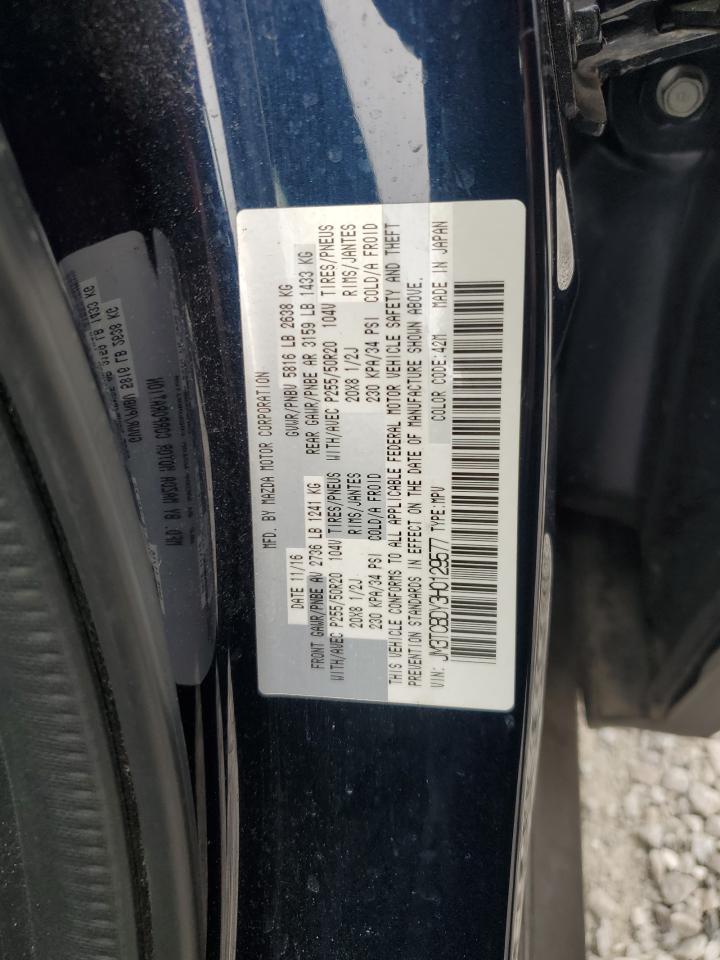 MFD. BY MAZDA MOTOR CORPORATION
DATE 11/16 GVWR/PNBV 5816 LB 2638 KG
FRONT GAWR/PNBE AV 2736 LB 1241 KG REAR GAWR/PNBE AR 3159 LB 1433 KG
WITH/AVEC P255/50R20 104V TIRES/PNEUS WITH/AVEC P255/50R20 104V TIRES/PNEUS
20X8 1/2J RIMS/JANTES 20X8 1/2J RIMS/JANTES
230 KPA/34 PSI COLD/A FROID 230 KPA/34 PSI COLD/A FROID
THIS VEHICLE CONFORMS TO ALL APPLICABLE FEDERAL MOTOR VEHICLE SAFETY AND THEFT
PREVENTION STANDARDS IN EFFECT ON THE DATE OF MANUFACTURE SHOWN ABOVE.
VIN: JM3TCBDY3H0129577 TYPE:MPV COLOR CODE:42M MADE IN JAPAN